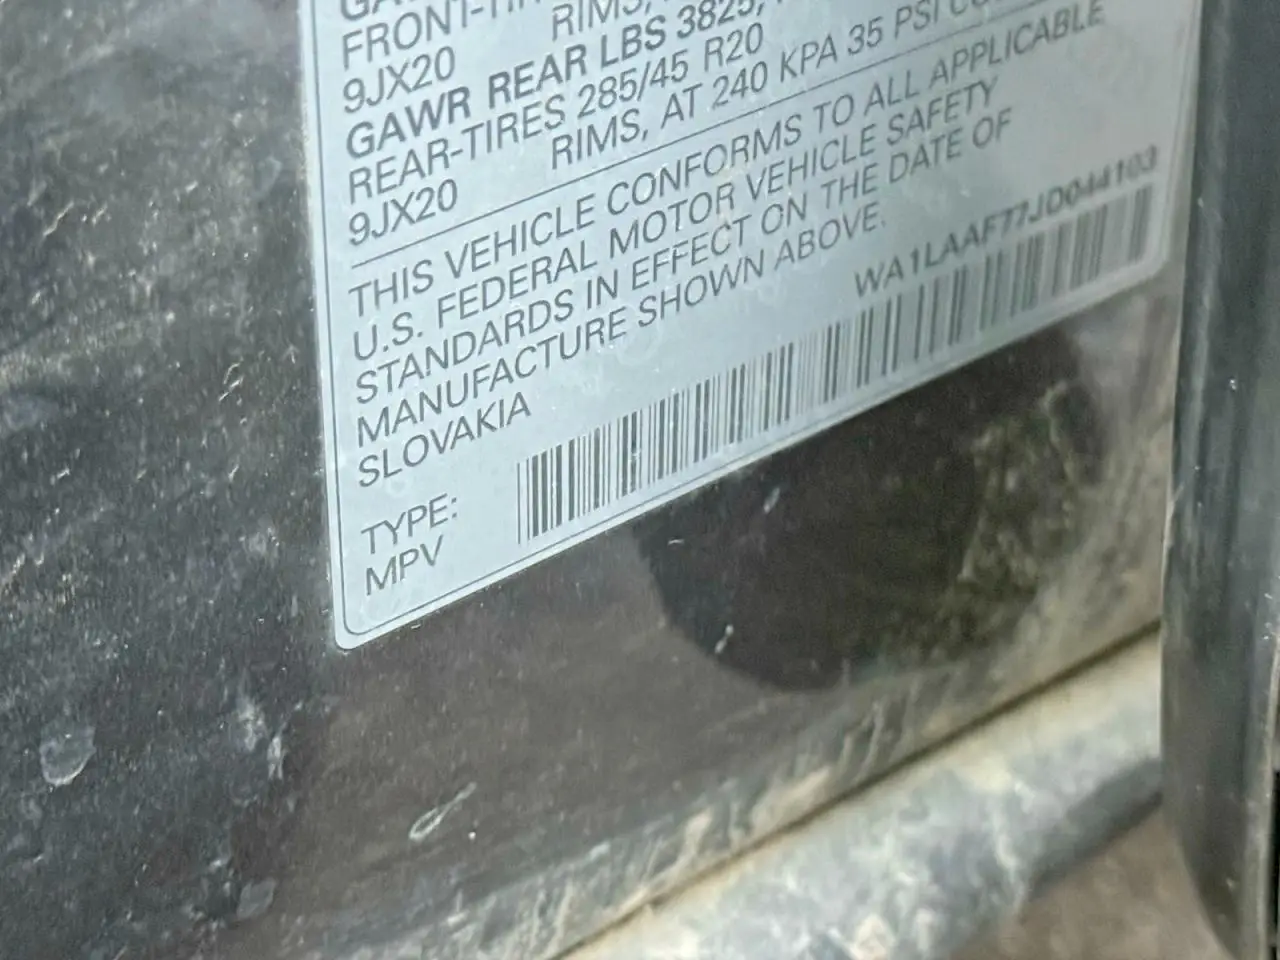 FRONT-TIR
RIMS,
9JX20
GAWR REAR LBS 3825,
REAR-TIRES 285/45 R20
RIMS, AT 240 KPA 35 PSI
9JX20
THIS VEHICLE CONFORMS TO ALL APPLICABLE
U.S. FEDERAL MOTOR VEHICLE SAFETY
STANDARDS IN EFFECT ON THE DATE OF
MANUFACTURE SHOWN ABOVE.
SLOVAKIA
WA1LAAF77JD044103
TYPE:
MPV